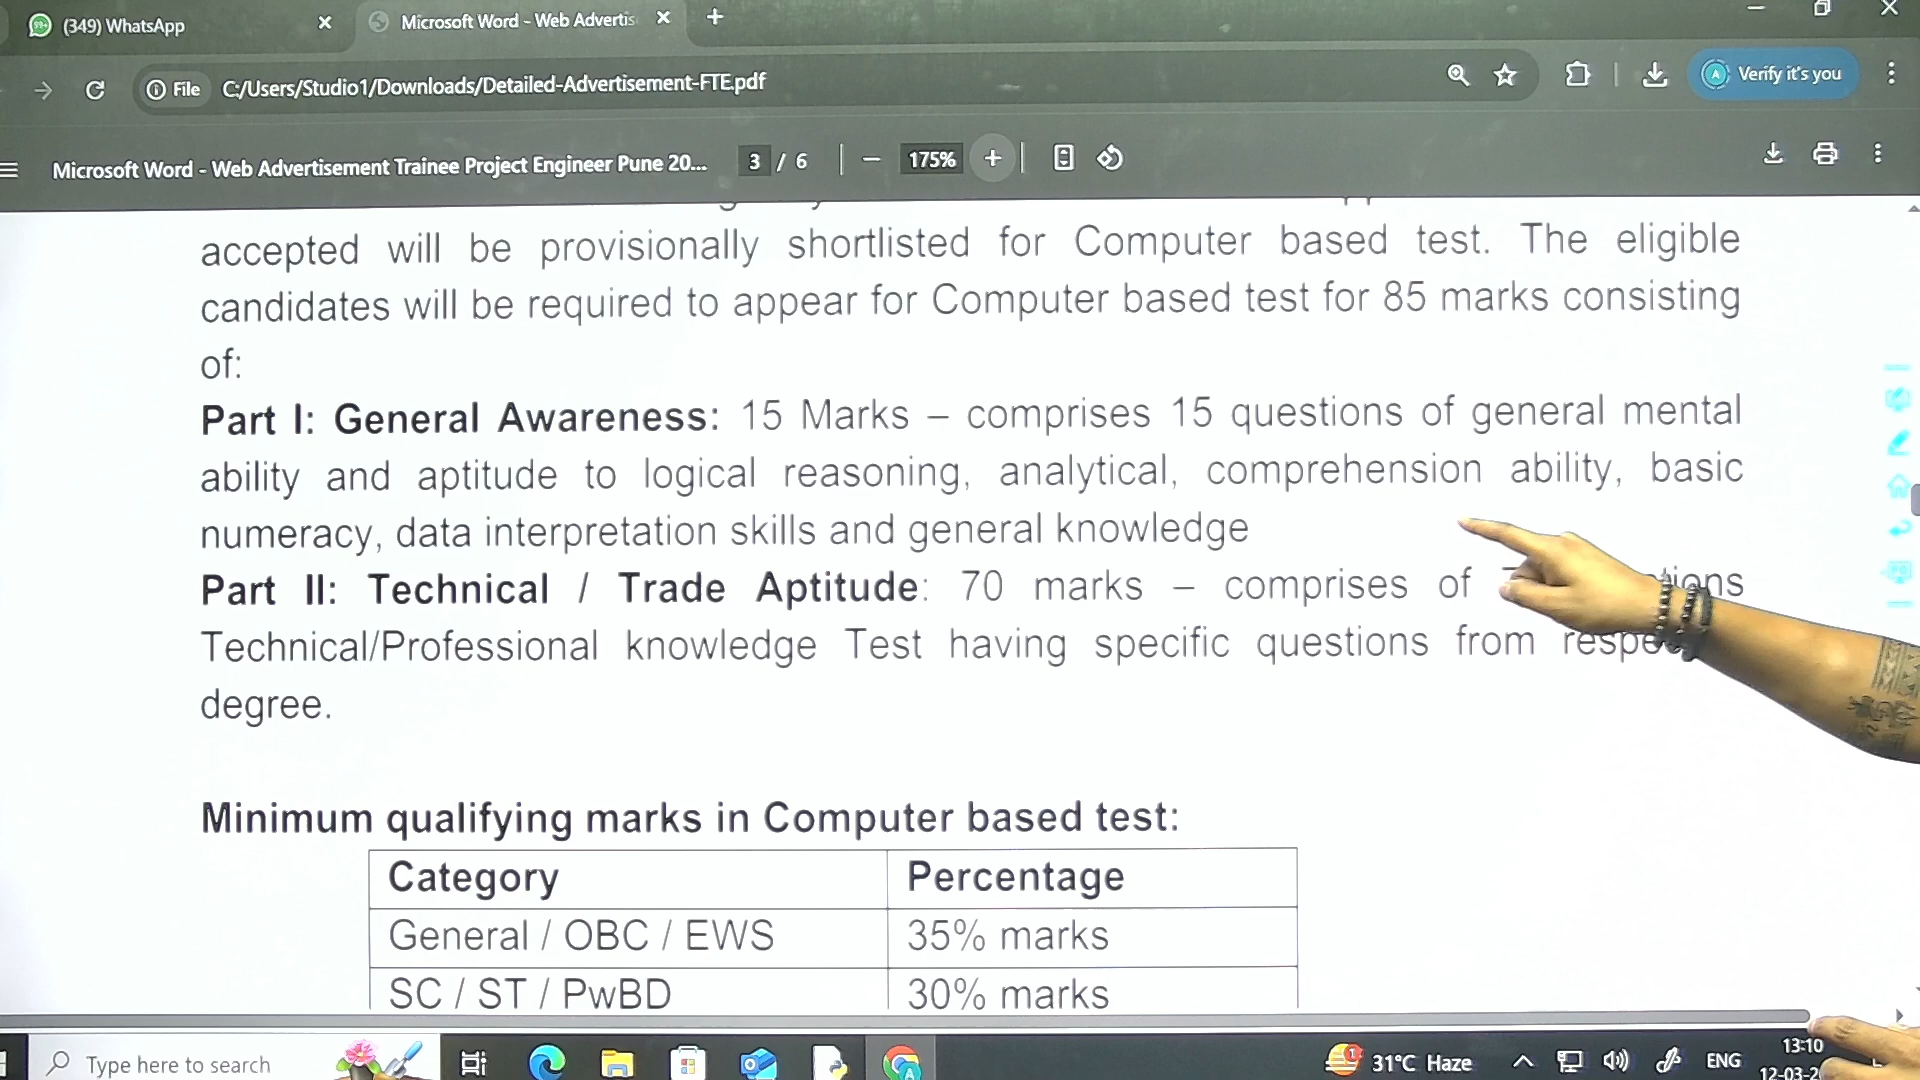 (349) WhatsApp
Microsoft Word - Web Advertis
File C:/Users/Studio1/Downloads/Detailed-Advertisement-FTE.pdf
Verify it's you
Microsoft Word - Web Advertisement Trainee Project Engineer Pune 20... 3 / 6 175%
accepted will be provisionally shortlisted for Computer based test. The eligible
candidates will be required to appear for Computer based test for 85 marks consisting
of:
Part I: General Awareness: 15 Marks – comprises 15 questions of general mental
ability and aptitude to logical reasoning, analytical, comprehension ability, basic
numeracy, data interpretation skills and general knowledge
Part II: Technical / Trade Aptitude: 70 marks – comprises of
Technical/Professional knowledge Test having specific questions from
degree.
Minimum qualifying marks in Computer based test:
Category Percentage
General / OBC / EWS 35% marks
SC / ST / PwBD 30% marks
Type here to search
31°C Haze ENG
13:10